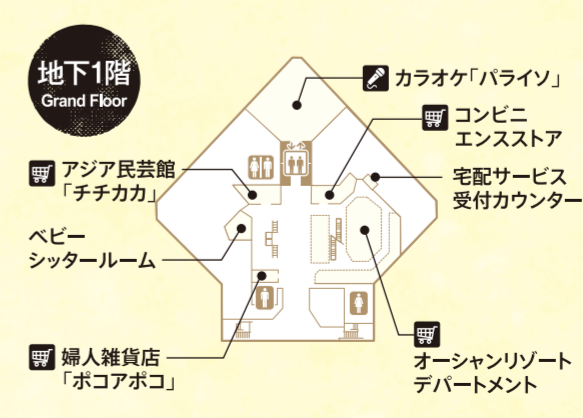 地下1階
Grand Floor
カラオケ「パライソ」
コンビニ
エンスストア
アジア民芸館
「チチカカ」
宅配サービス
受付カウンター
ベビー
シッタールーム
婦人雑貨店
「ポコアポコ」
オーシャンリゾート
デパートメント